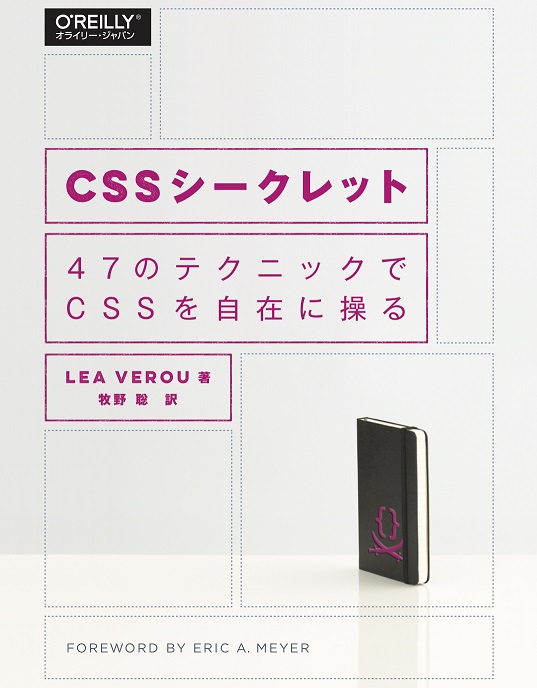 O'REILLY®
オライリー・ジャパン
CSSシークレット
47のテクニックで
CSSを自在に操る
LEA VEROU 著
牧野 聡 訳
FOREWORD BY ERIC A. MEYER